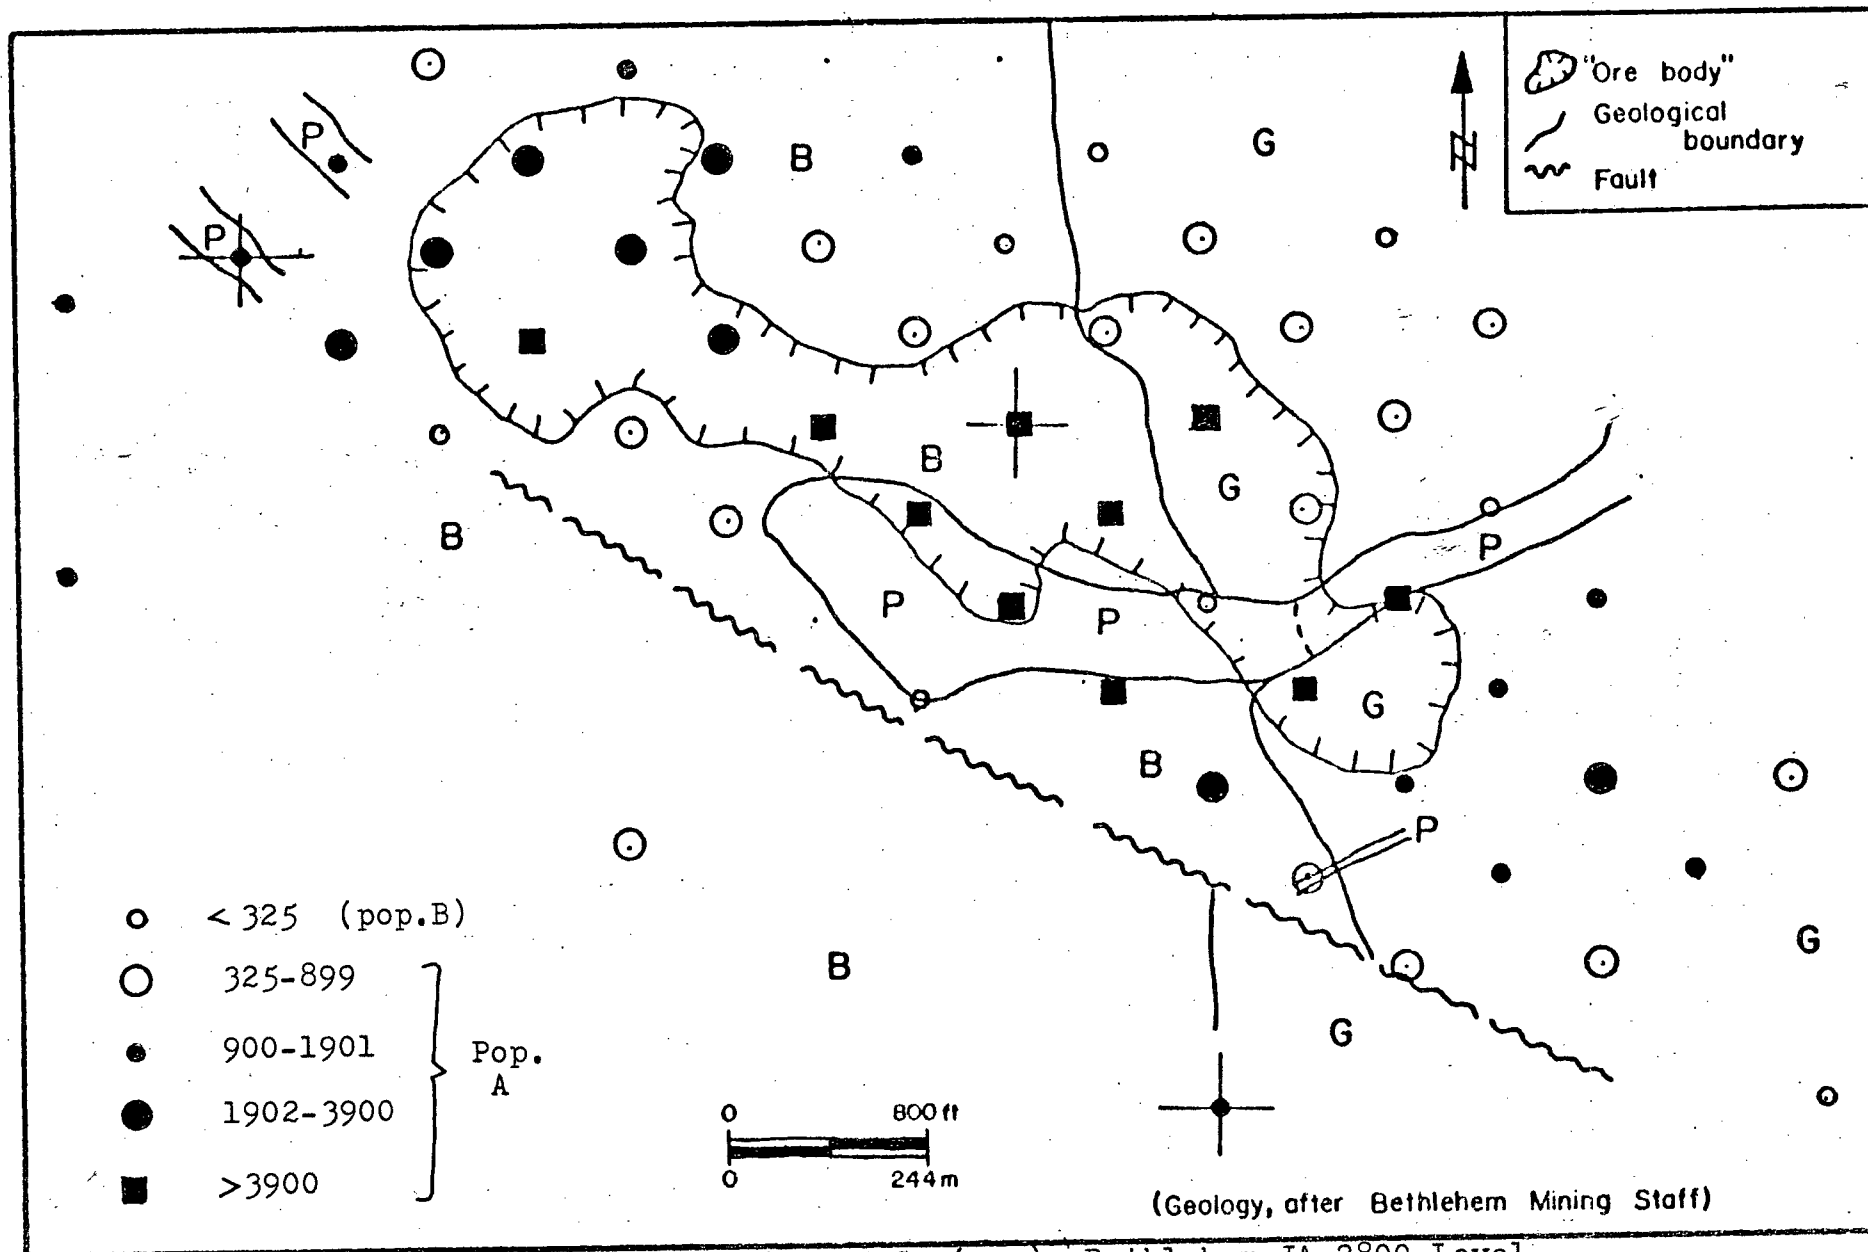 "Ore body"
Geological
boundary
Fault
N
P
B
G
P
B
G
B
P
P
P
G
B
P
B
G
G
< 325 (pop.B)
325-899
900-1901
1902-3900
>3900
Pop.
A
0 800 ft
0 244 m
(Geology, after Bethlehem Mining Staff)